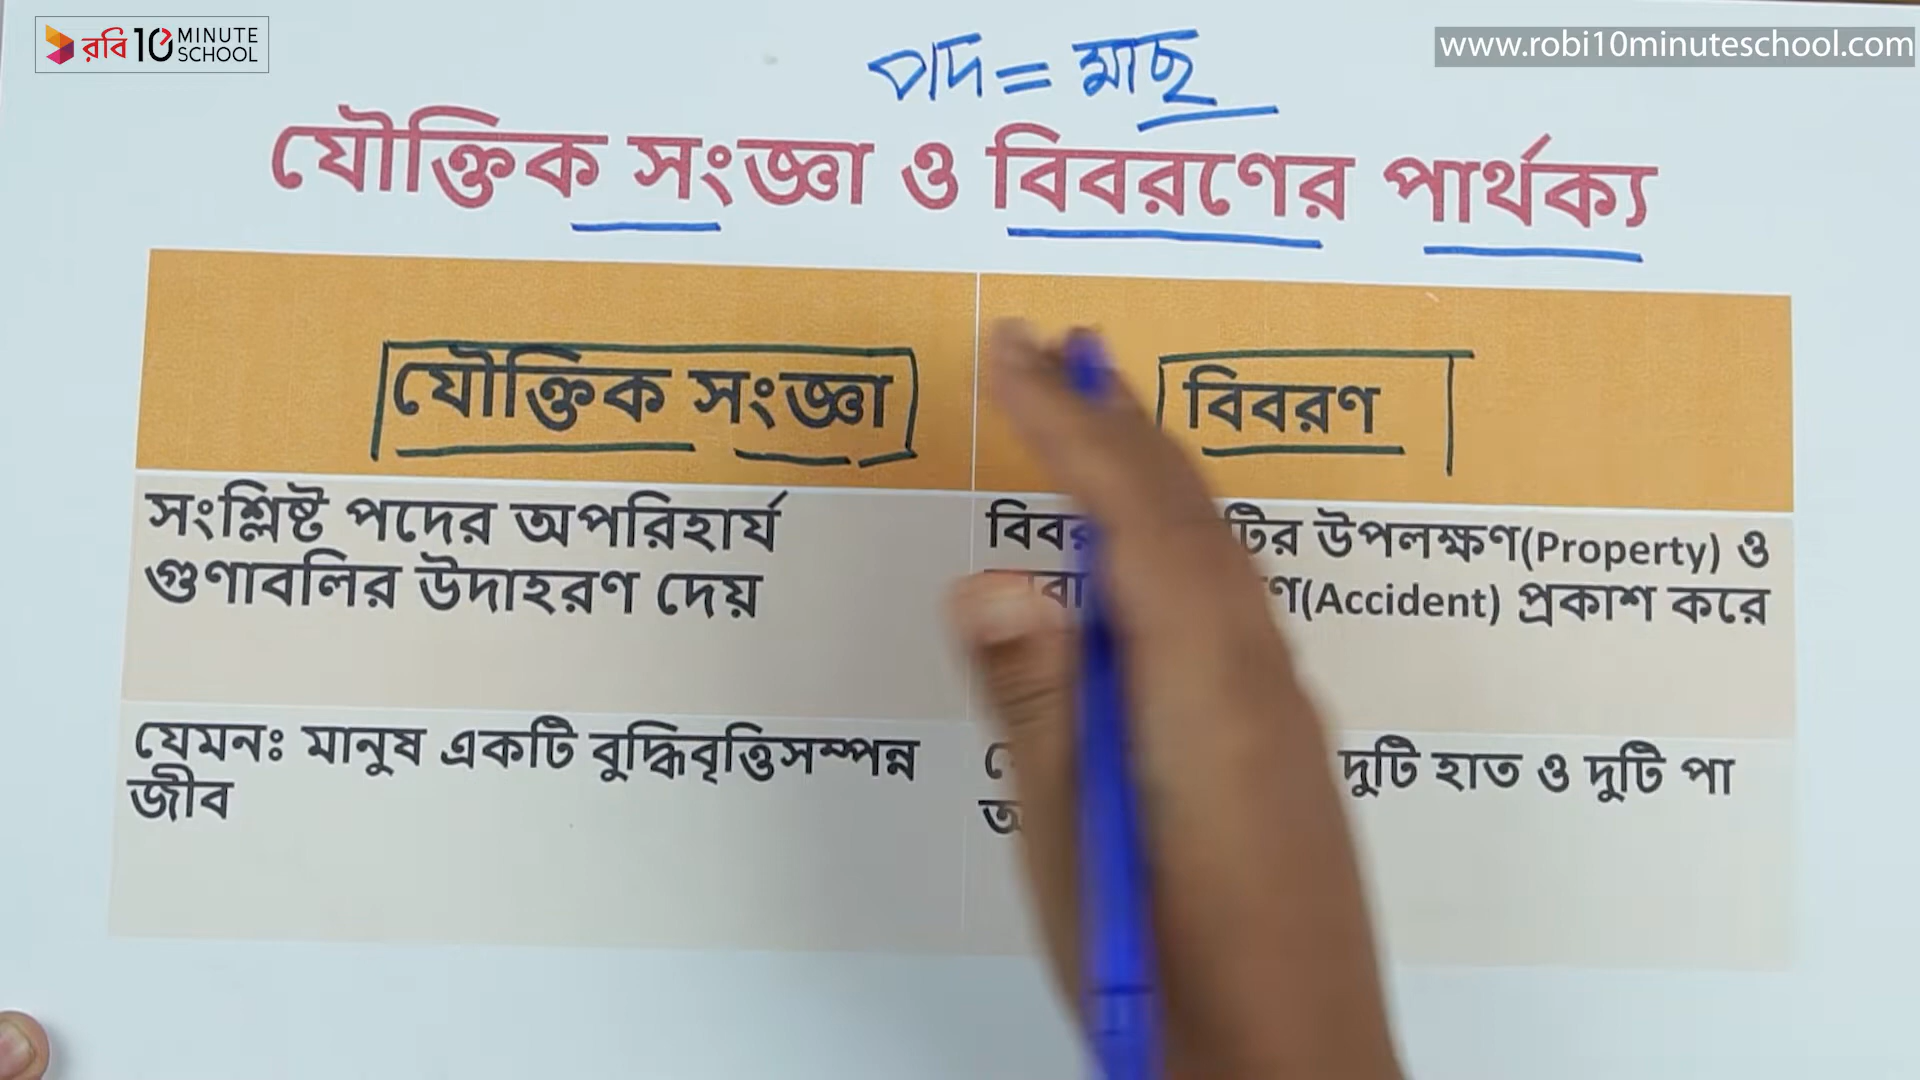 রবি 10 MINUTE SCHOOL
www.robi10minuteschool.com
পদ = মাছ
যৌক্তিক সংজ্ঞা ও বিবরণের পার্থক্য
যৌক্তিক সংজ্ঞা
বিবরণ
সংশ্লিষ্ট পদের অপরিহার্য
গুণাবলির উদাহরণ দেয়
উপলক্ষণ(Property) ও
(Accident) প্রকাশ করে
যেমনঃ মানুষ একটি বুদ্ধিবৃত্তিসম্পন্ন
জীব
দুটি হাত ও দুটি পা